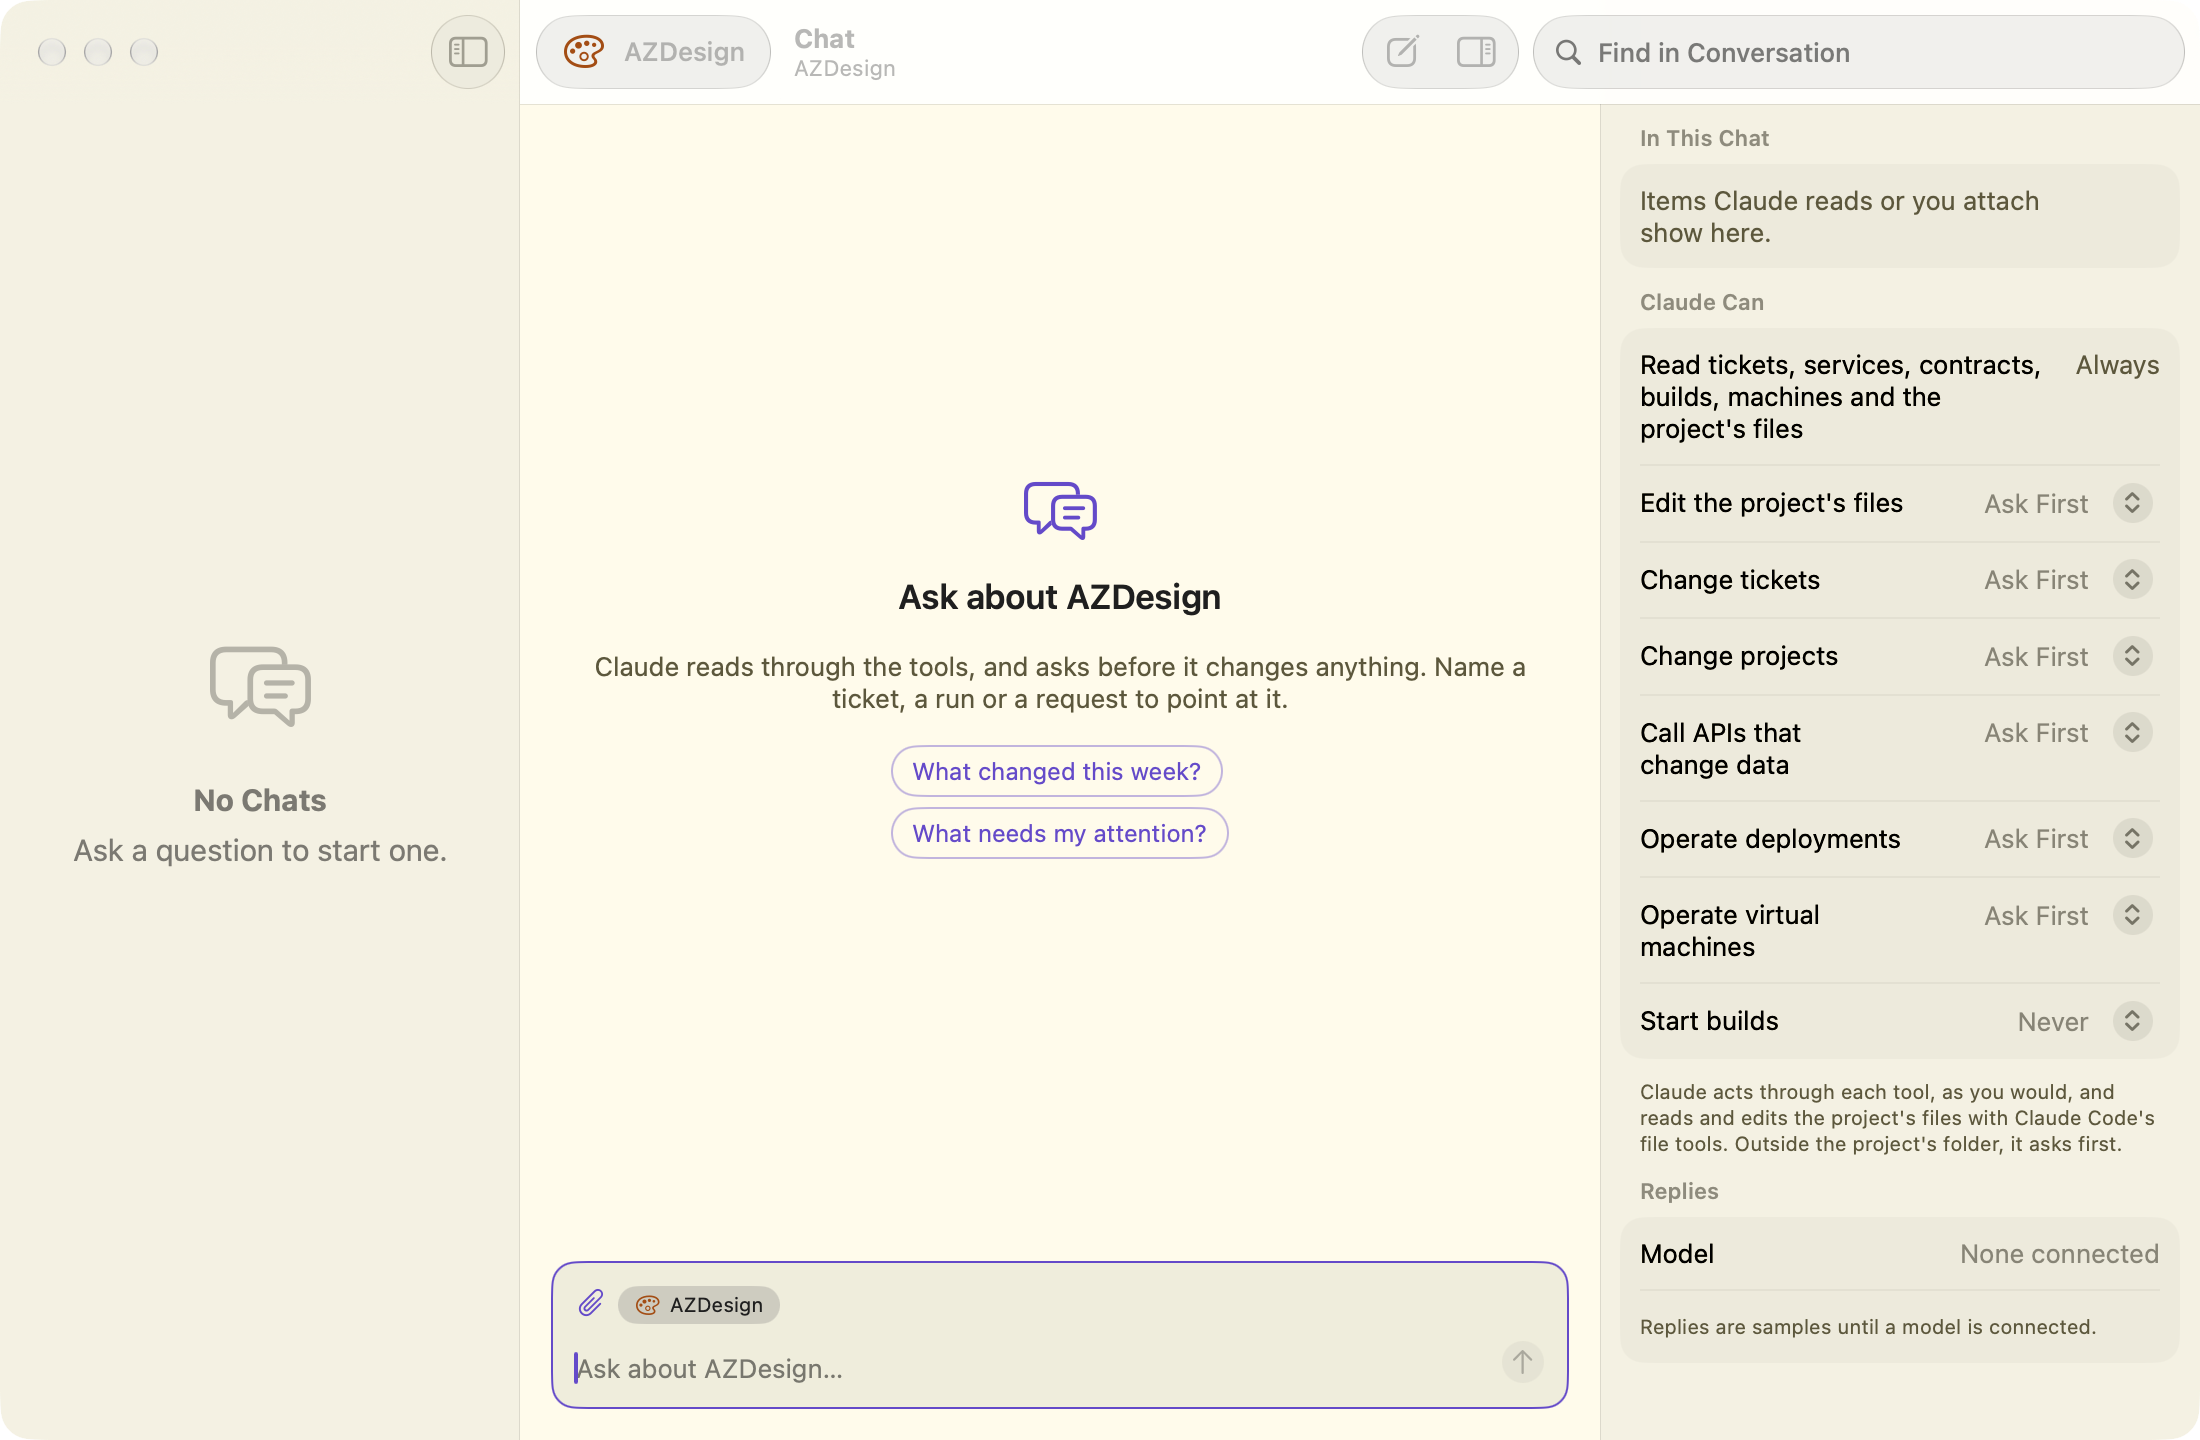 AZDesign
Chat
AZDesign
Find in Conversation
No Chats
Ask a question to start one.
Ask about AZDesign
Claude reads through the tools, and asks before it changes anything. Name a
ticket, a run or a request to point at it.
What changed this week?
What needs my attention?
AZDesign
Ask about AZDesign...
In This Chat
Items Claude reads or you attach
show here.
Claude Can
Read tickets, services, contracts,
builds, machines and the
project's files
Always
Edit the project's files
Ask First
Change tickets
Ask First
Change projects
Ask First
Call APIs that
change data
Ask First
Operate deployments
Ask First
Operate virtual
machines
Ask First
Start builds
Never
Claude acts through each tool, as you would, and
reads and edits the project's files with Claude Code's
file tools. Outside the project's folder, it asks first.
Replies
Model
None connected
Replies are samples until a model is connected.